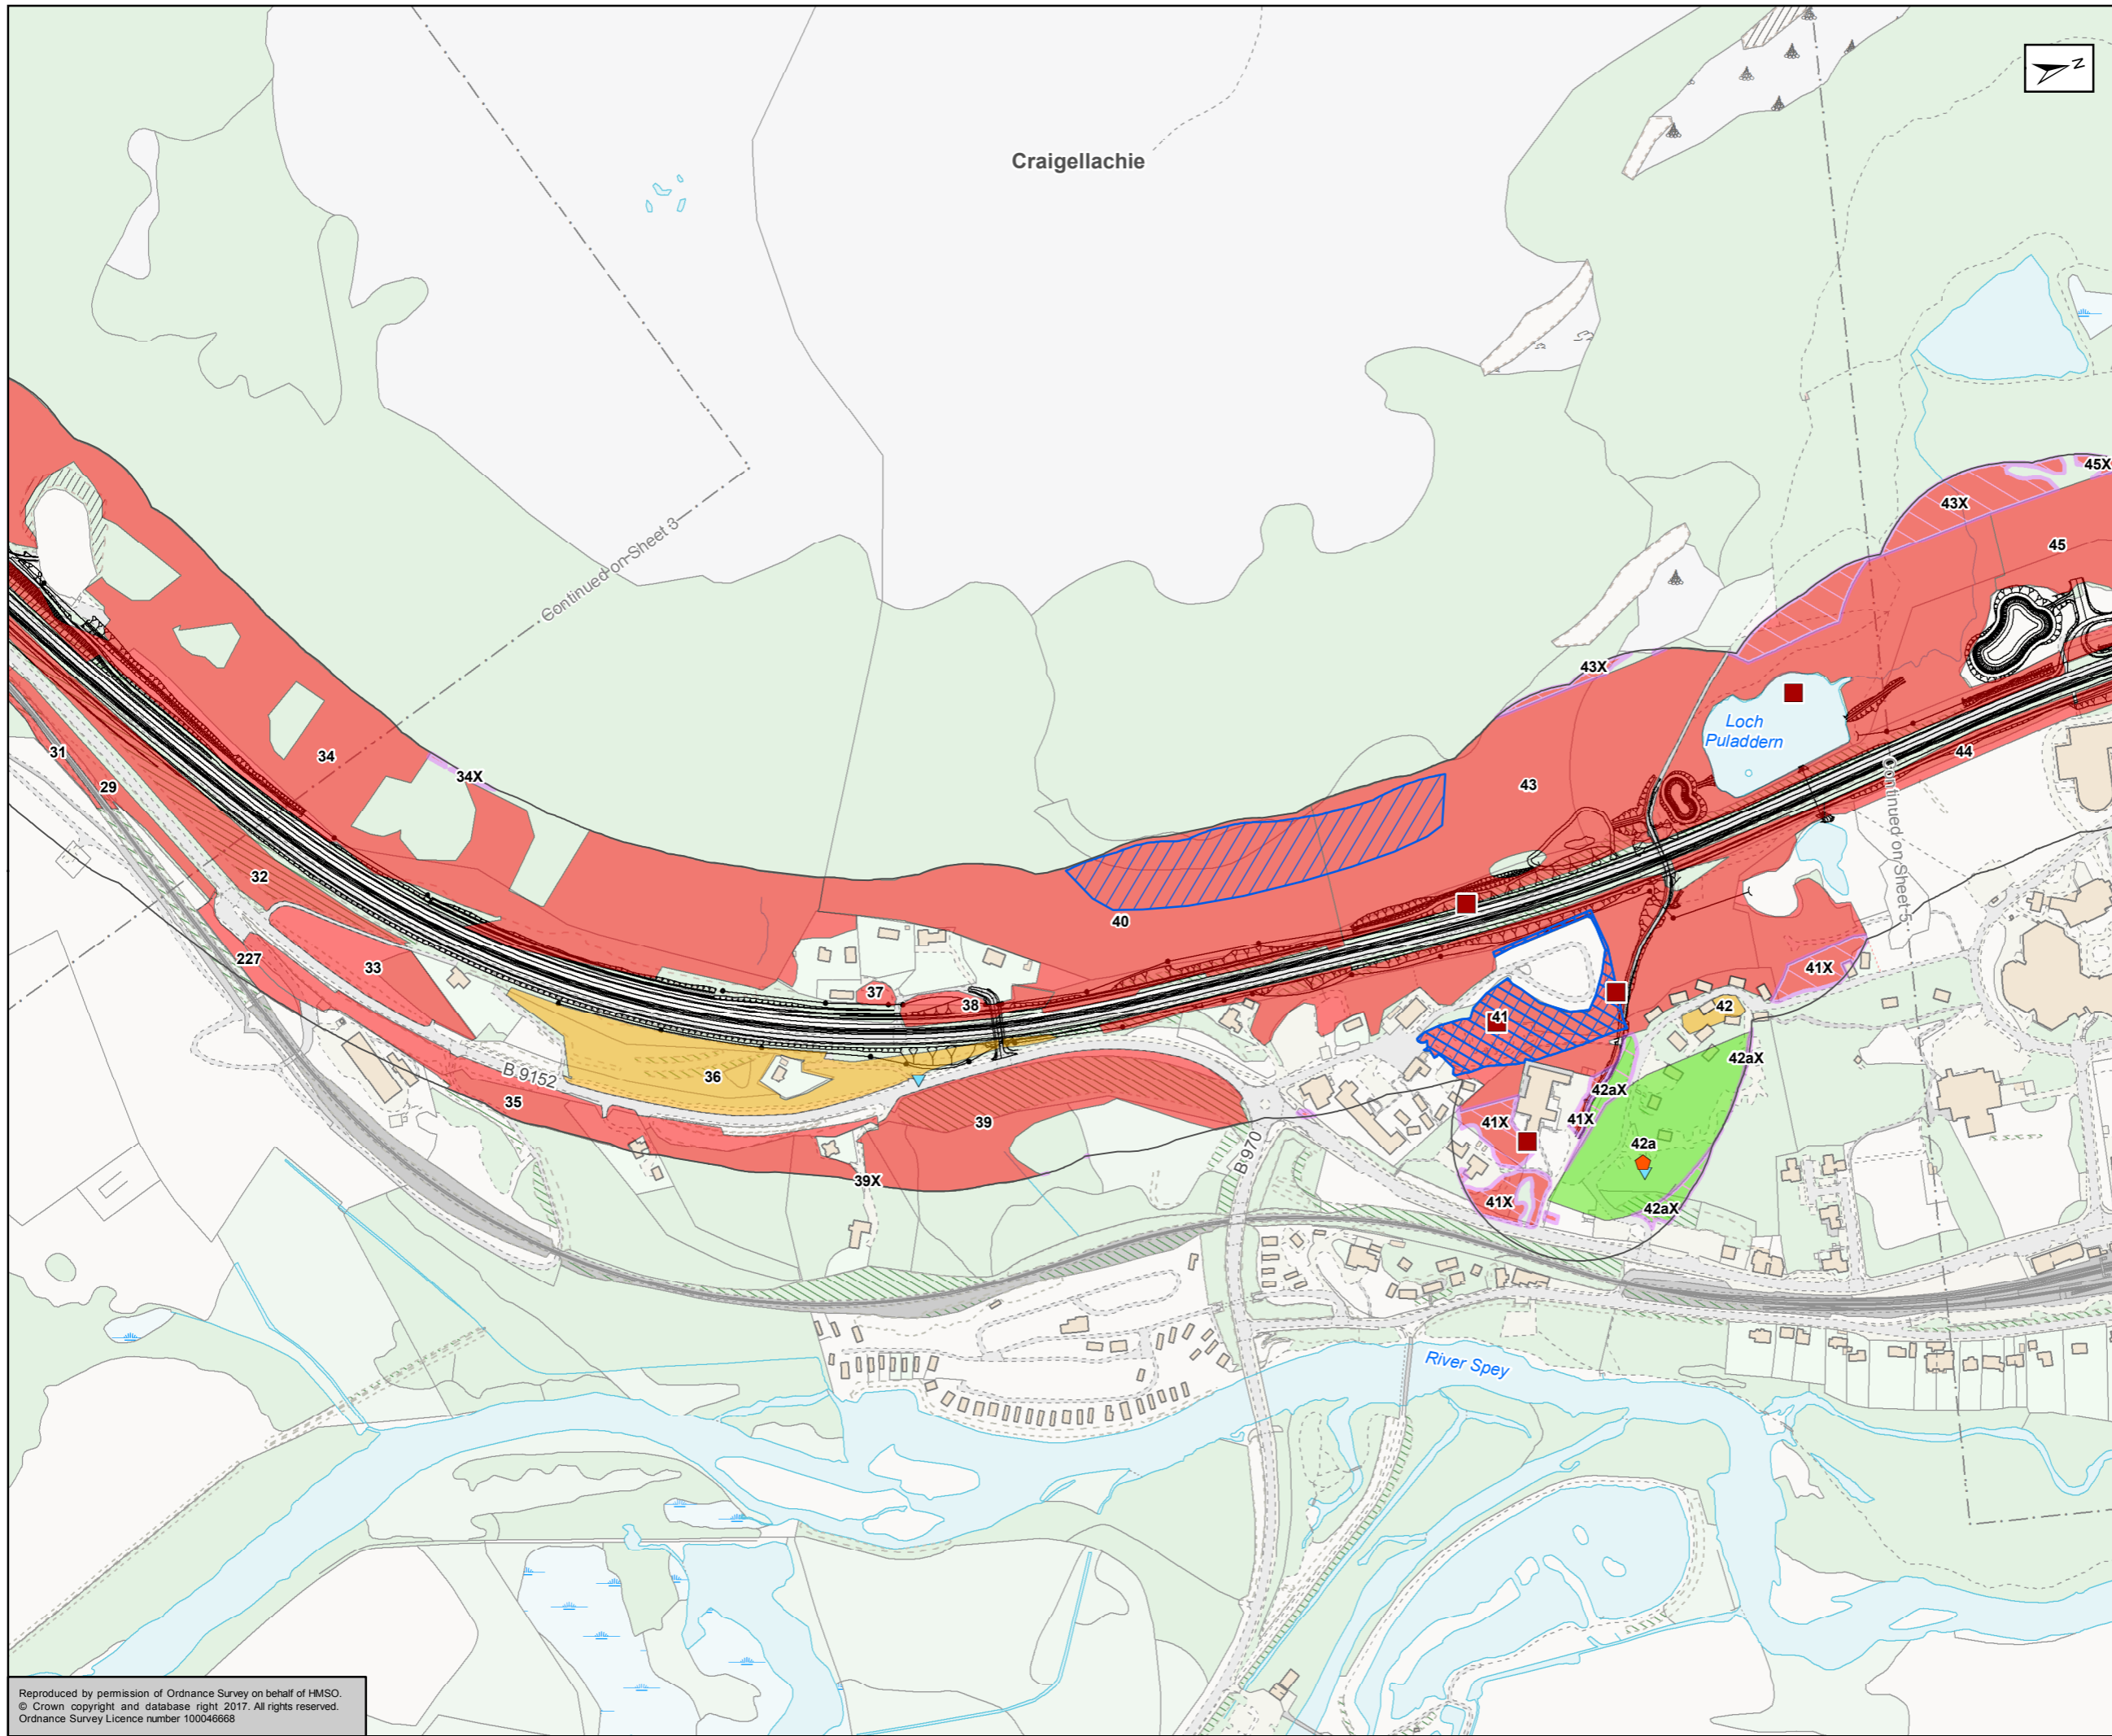 N
Craigellachie
45X
43X
45
Continued on Sheet 3
43X
Loch
Puladdern
31
34
34X
29
44
43
Continued on Sheet 5
32
40
227
33
41X
37
38
42
41
42aX
B 9152
36
42aX
35
39
41X
41X
42a
B970
39X
41X
42aX
River Spey
Reproduced by permission of Ordnance Survey on behalf of HMSO.
© Crown copyright and database right 2017. All rights reserved.
Ordnance Survey Licence number 100046668